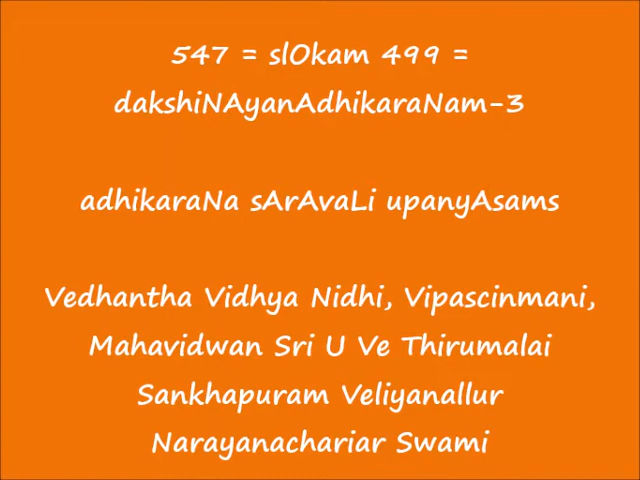 547 = slOkam 499 =
dakshiNAyanAdhikaraNam-3
adhikaraNa sArAvaLi upanyAsams
Vedhantha Vidhya Nidhi, Vipascinmani,
Mahavidwan Sri U Ve Thirumalai
Sankhapuram Veliyanallur
Narayanachariar Swami